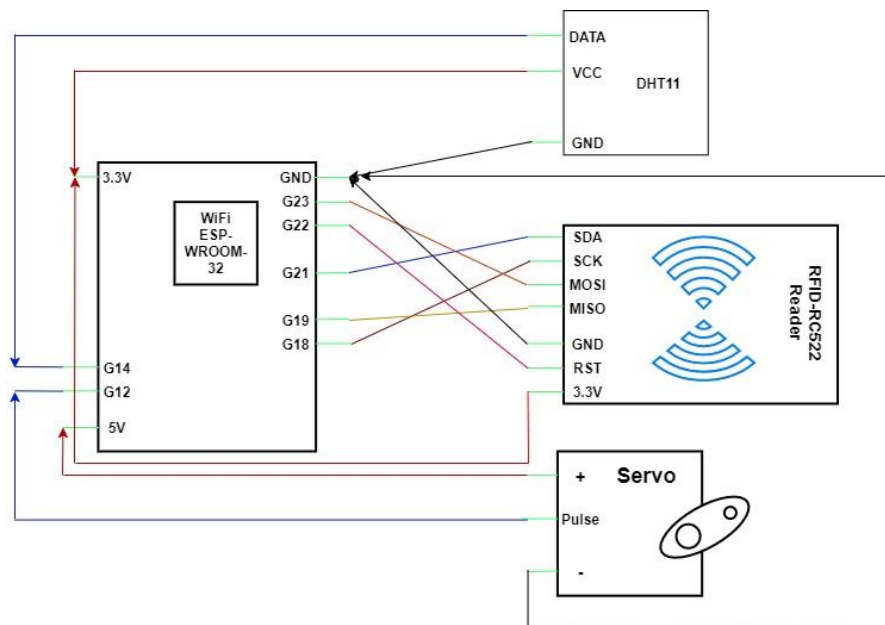 DATA
VCC
DHT11
GND
3.3V
GND
G23
WiFi
ESP-
WROOM-
32
G22
G21
G19
G18
G14
G12
5V
SDA
SCK
MOSI
MISO
GND
RST
3.3V
RFID-RC522
Reader
+
Servo
Pulse
-